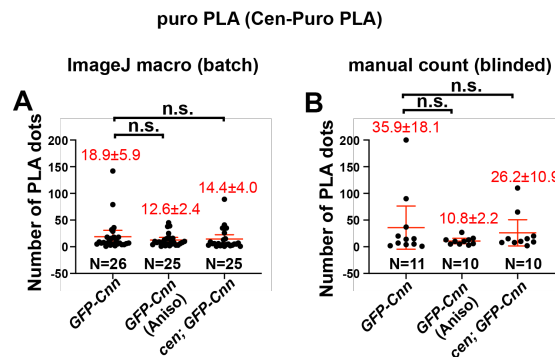 puro PLA (Cen-Puro PLA)
ImageJ macro (batch)
manual count (blinded)
A
n.s.
n.s.
Number of PLA dots
200
150
100
50
0
-50
18.9±5.9
12.6±2.4
14.4±4.0
N=26
N=25
N=25
GFP-Cnn
GFP-Cnn
(Aniso)
cen; GFP-Cnn
B
n.s.
n.s.
Number of PLA dots
200
150
100
50
0
-50
35.9±18.1
10.8±2.2
26.2±10.9
N=11
N=10
N=10
GFP-Cnn
GFP-Cnn
(Aniso)
cen; GFP-Cnn